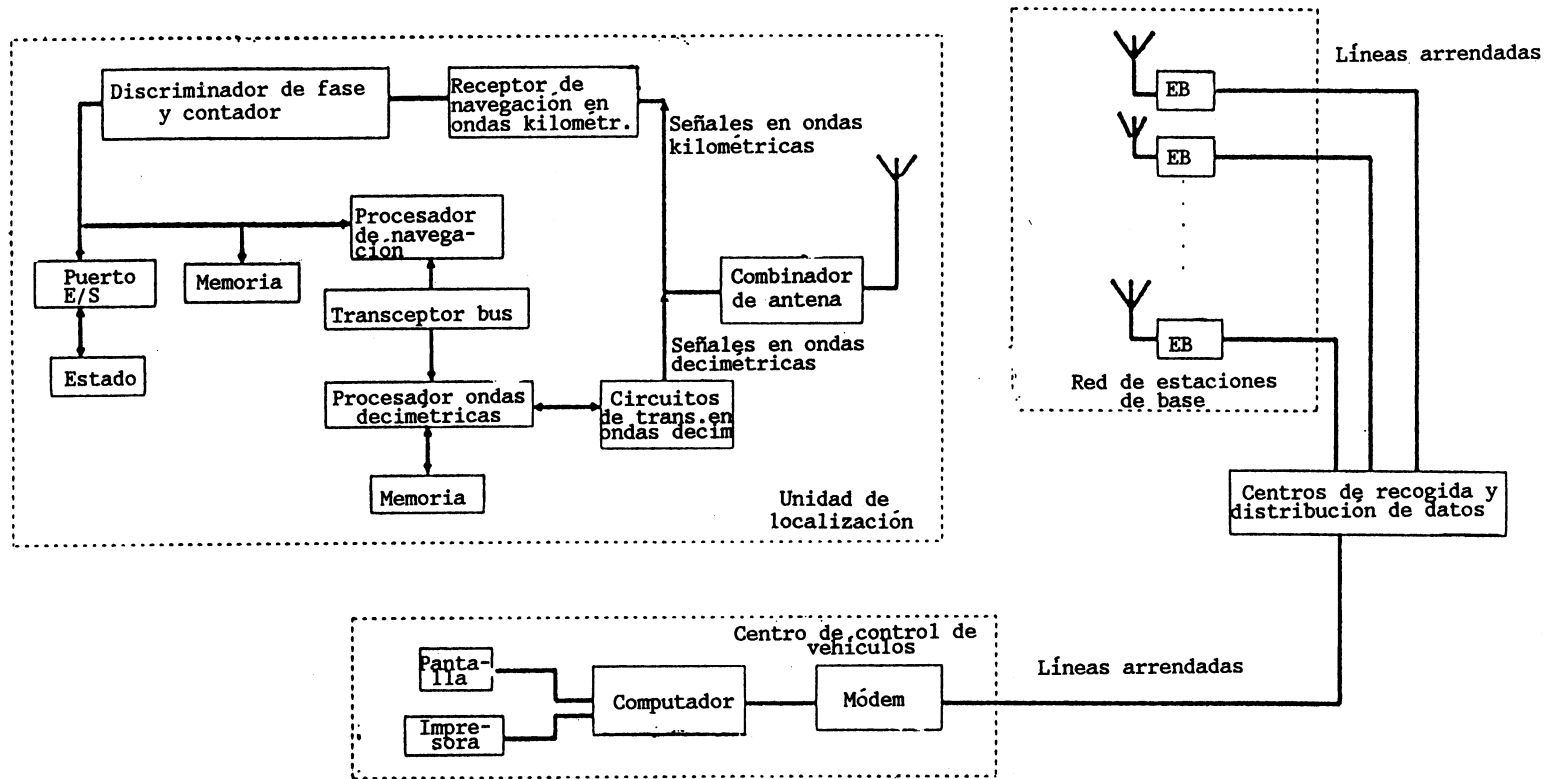 Discriminador de fase
y contador
Receptor de
navegación en
ondas kilométr.
Señales en ondas
kilométricas
Procesador
de navega-
ción
Puerto
E/S
Memoria
Combinador
de antena
Transceptor bus
Señales en ondas
decimétricas
Estado
Procesador ondas
decimétricas
Circuitos
de trans.en
ondas decim
Memoria
Unidad de
localización
Líneas arrendadas
EB
EB
EB
Red de estaciones
de base
Centros de recogida y
distribución de datos
Centro de control de
vehículos
Panta-
lla
Computador
Módem
Líneas arrendadas
Impre-
sora